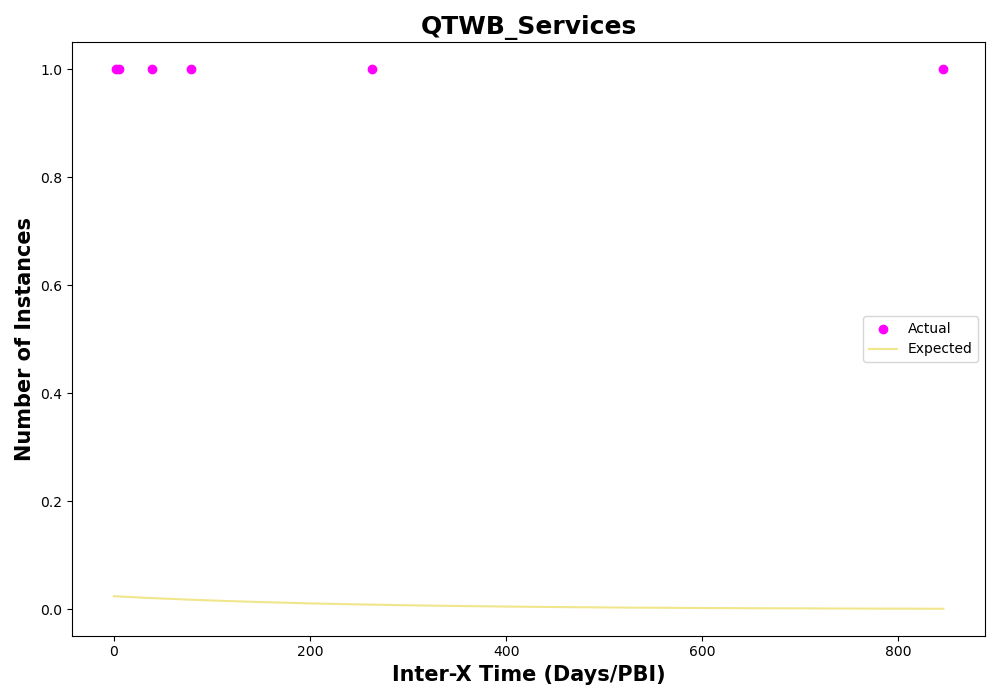 QTWB_Services
1.0
0.8
0.6
0.4
0.2
0.0
Number of Instances
Actual
Expected
0 200 400 600 800
Inter-X Time (Days/PBI)